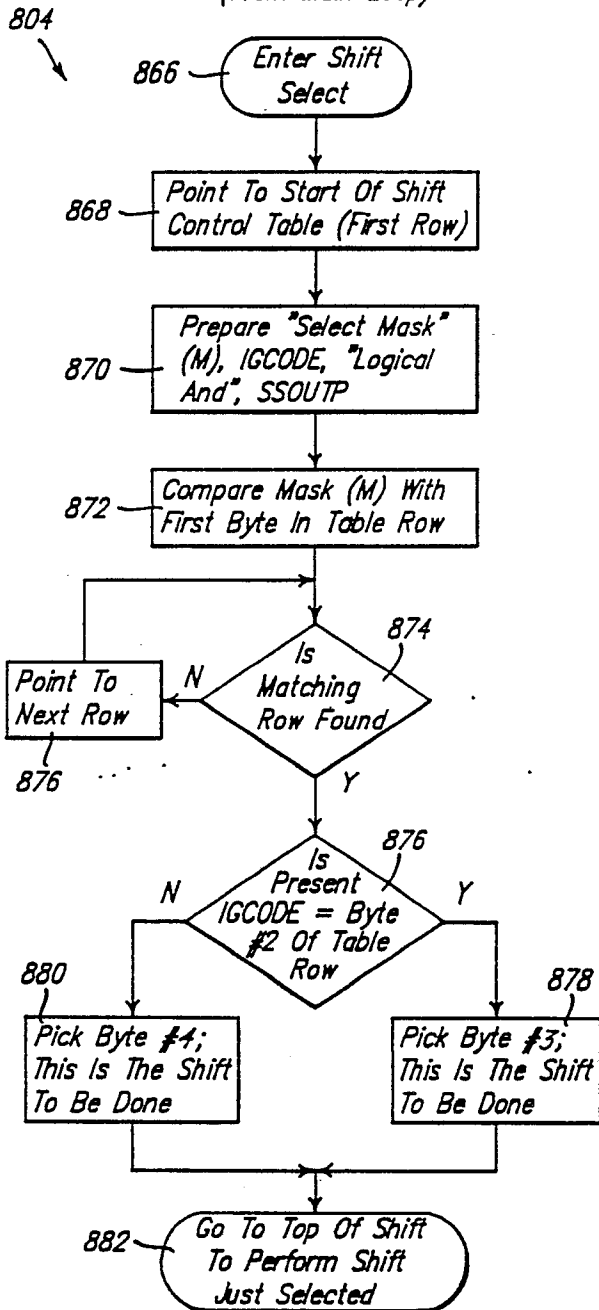 (From Main Loop)
804
866
Enter Shift
Select
868
Point To Start Of Shift
Control Table (First Row)
870
Prepare "Select Mask"
(M), IGCODE, "Logical
And", SSOUTP
872
Compare Mask (M) With
First Byte In Table Row
874
Is
Matching
Row Found
N
Point To
Next Row
876
Y
876
Is
Present
IGCODE = Byte
#2 Of Table
Row
N
Y
880
Pick Byte #4;
This Is The Shift
To Be Done
878
Pick Byte #3;
This Is The Shift
To Be Done
882
Go To Top Of Shift
To Perform Shift
Just Selected